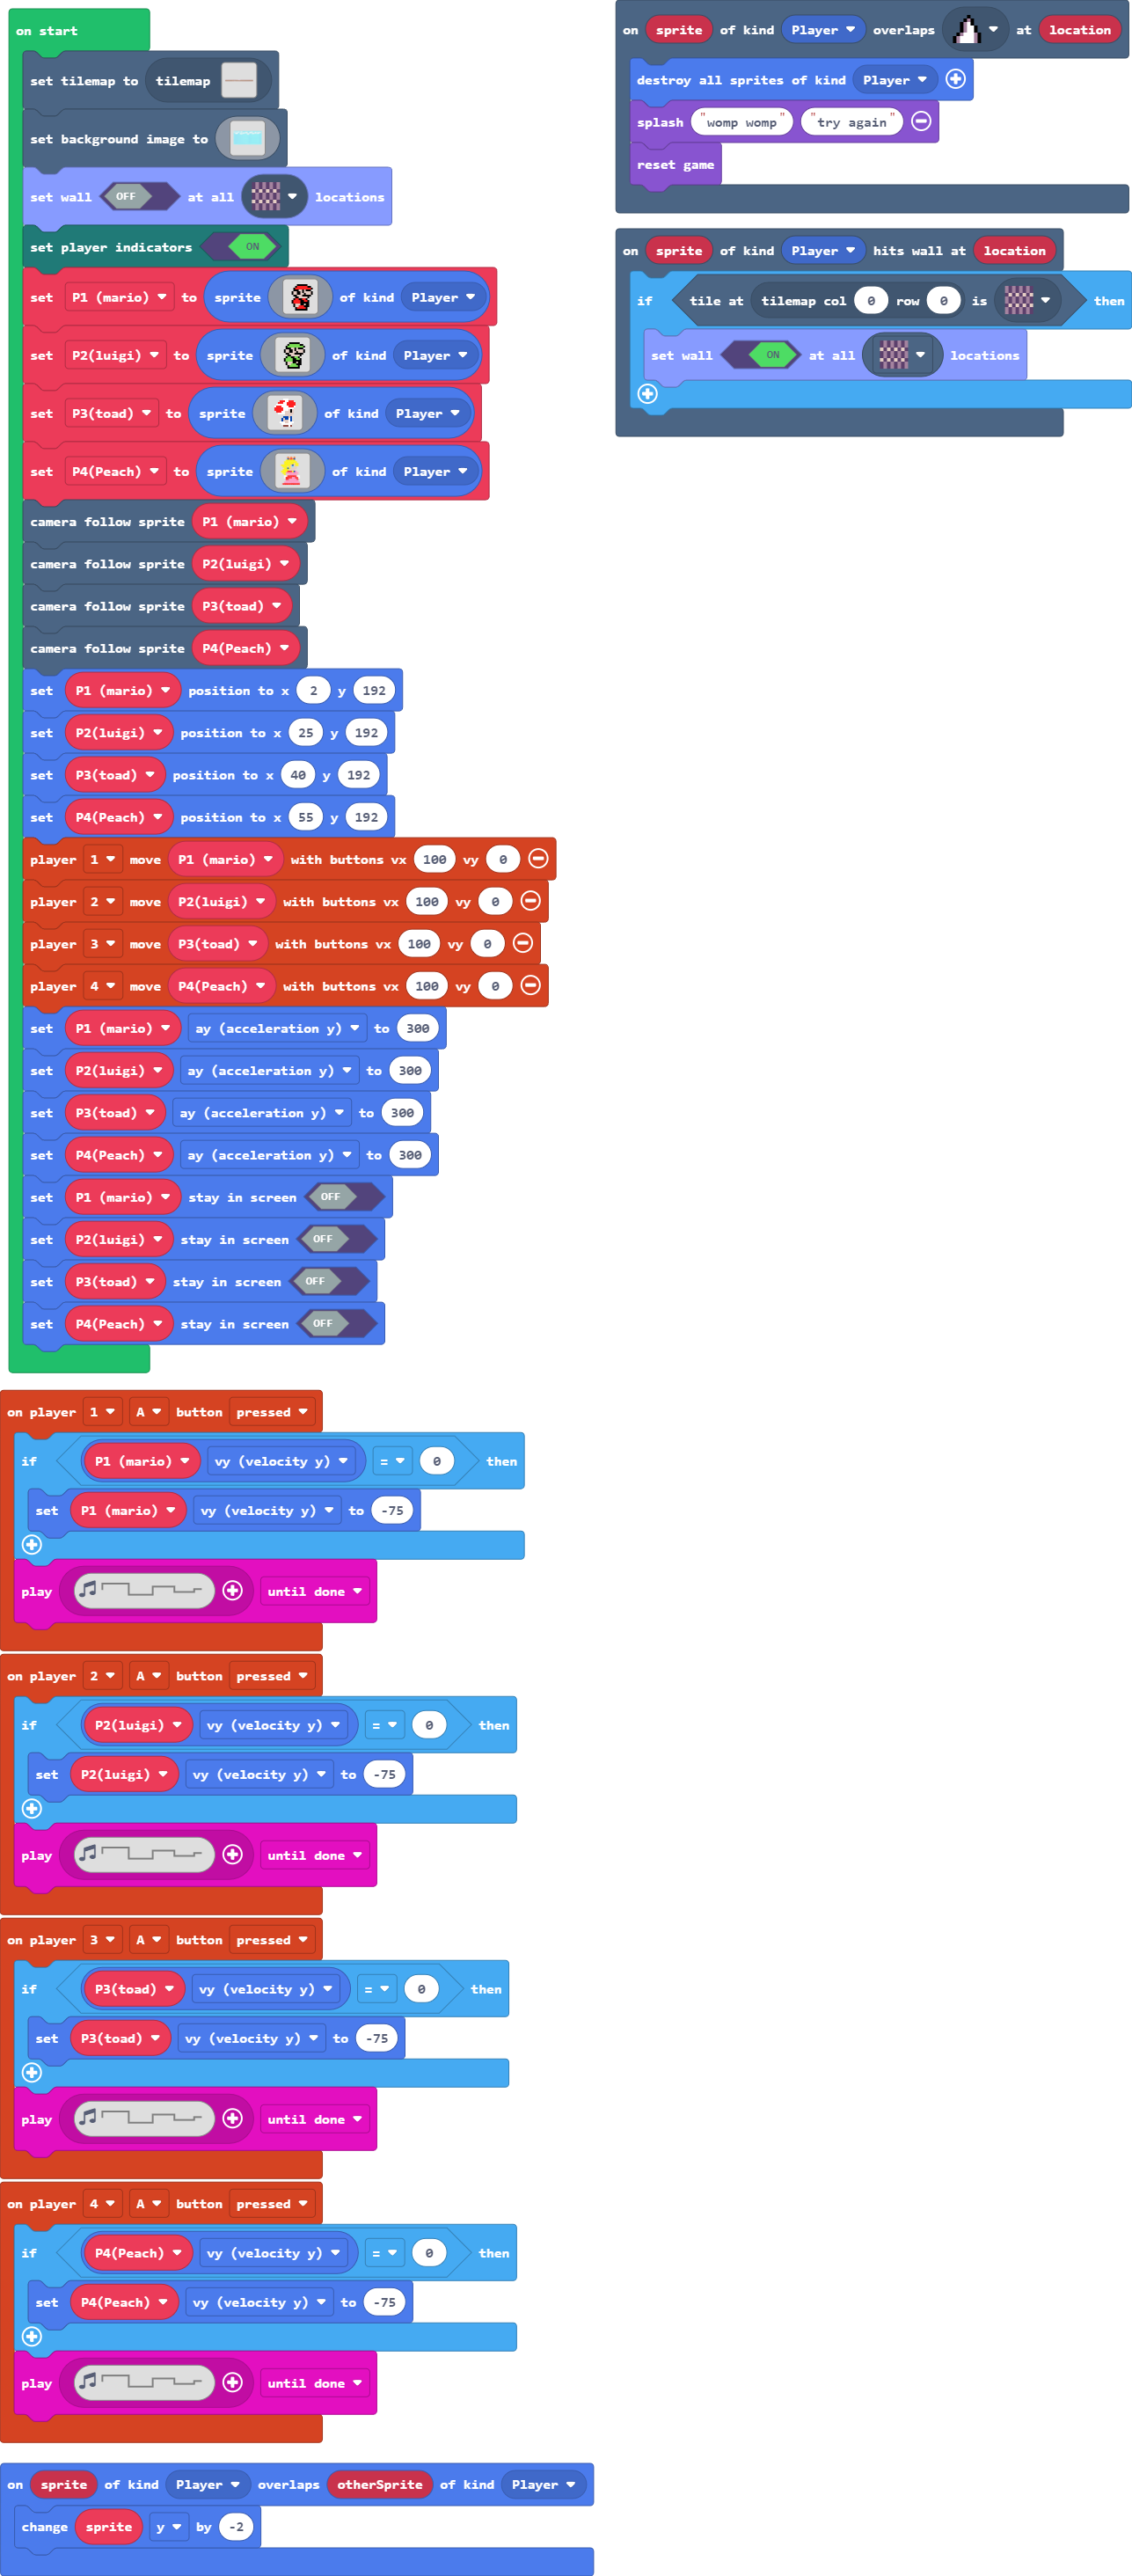 on start
set tilemap to tilemap
set background image to
set wall OFF at all locations
set player indicators ON
set P1 (mario) to sprite of kind Player
set P2(luigi) to sprite of kind Player
set P3(toad) to sprite of kind Player
set P4(Peach) to sprite of kind Player
camera follow sprite P1 (mario)
camera follow sprite P2(luigi)
camera follow sprite P3(toad)
camera follow sprite P4(Peach)
set P1 (mario) position to x 2 y 192
set P2(luigi) position to x 25 y 192
set P3(toad) position to x 40 y 192
set P4(Peach) position to x 55 y 192
player 1 move P1 (mario) with buttons vx 100 vy 0
player 2 move P2(luigi) with buttons vx 100 vy 0
player 3 move P3(toad) with buttons vx 100 vy 0
player 4 move P4(Peach) with buttons vx 100 vy 0
set P1 (mario) ay (acceleration y) to 300
set P2(luigi) ay (acceleration y) to 300
set P3(toad) ay (acceleration y) to 300
set P4(Peach) ay (acceleration y) to 300
set P1 (mario) stay in screen OFF
set P2(luigi) stay in screen OFF
set P3(toad) stay in screen OFF
set P4(Peach) stay in screen OFF
on player 1 A button pressed
if P1 (mario) vy (velocity y) = 0 then
set P1 (mario) vy (velocity y) to -75
play until done
on player 2 A button pressed
if P2(luigi) vy (velocity y) = 0 then
set P2(luigi) vy (velocity y) to -75
play until done
on player 3 A button pressed
if P3(toad) vy (velocity y) = 0 then
set P3(toad) vy (velocity y) to -75
play until done
on player 4 A button pressed
if P4(Peach) vy (velocity y) = 0 then
set P4(Peach) vy (velocity y) to -75
play until done
on sprite of kind Player overlaps otherSprite of kind Player
change sprite y by -2
on sprite of kind Player overlaps at location
destroy all sprites of kind Player
splash "womp womp" "try again"
reset game
on sprite of kind Player hits wall at location
if tile at tilemap col 0 row 0 is then
set wall ON at all locations